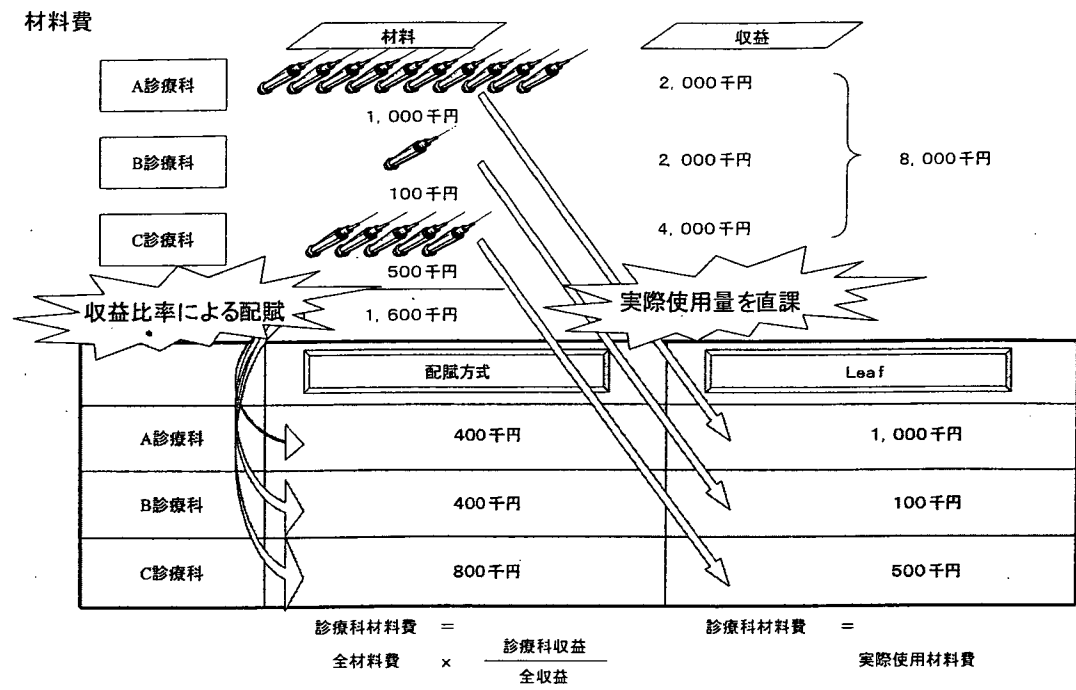 材料費
材料
収益
A診療科
2,000千円
1,000千円
B診療科
2,000千円
8,000千円
100千円
C診療科
4,000千円
500千円
収益比率による配賦
1,600千円
実際使用量を直課
配賦方式
Leaf
A診療科
400千円
1,000千円
B診療科
400千円
100千円
C診療科
800千円
500千円
診療科材料費 =
全材料費 × 診療科収益
全収益
診療科材料費 =
実際使用材料費